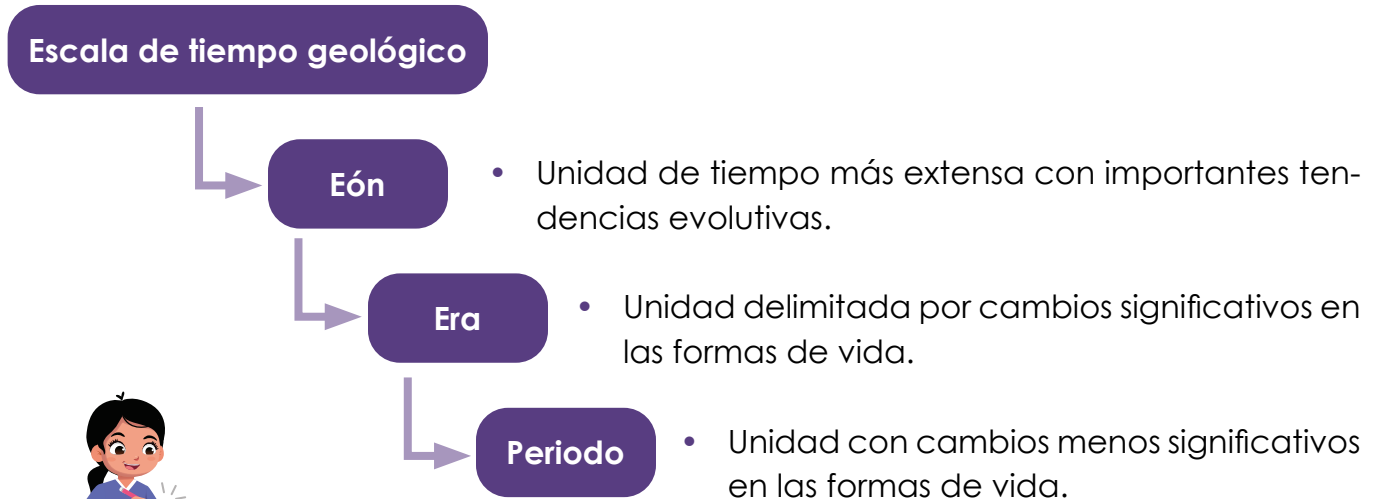 Escala de tiempo geológico
Eón
• Unidad de tiempo más extensa con importantes ten-
dencias evolutivas.
Era
• Unidad delimitada por cambios significativos en
las formas de vida.
Periodo
• Unidad con cambios menos significativos
en las formas de vida.